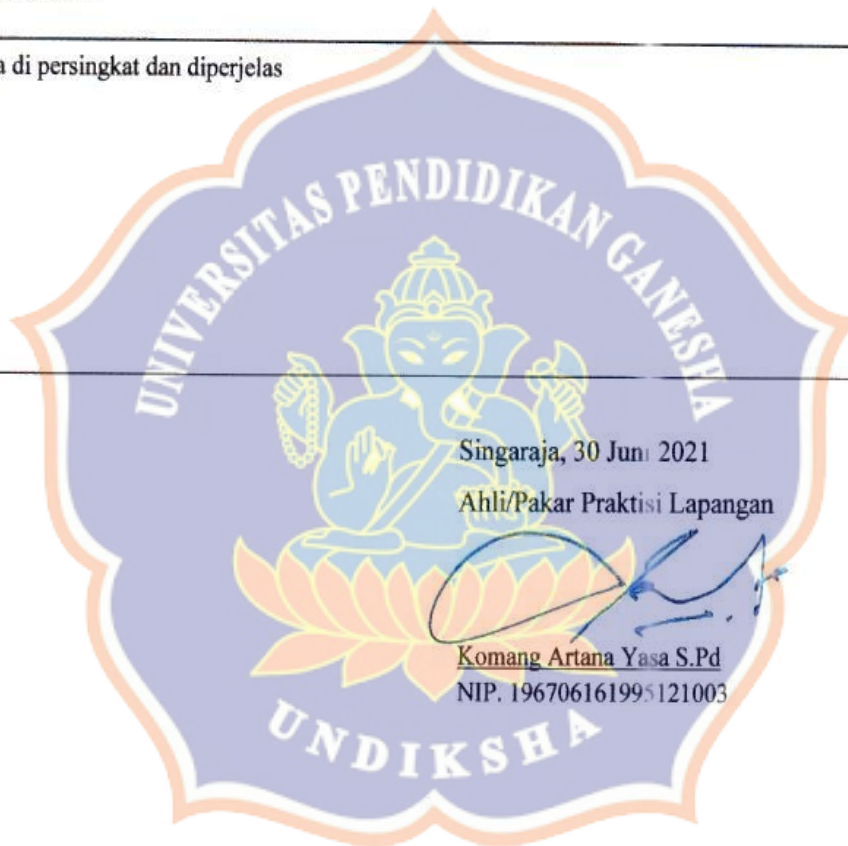 di persingkat dan diperjelas
UNIVERSITAS PENDIDIKAN GANESHA
Singaraja, 30 Juni 2021
Ahli/Pakar Praktisi Lapangan
Komang Artana Yasa S.Pd
NIP. 196706161995121003
UNDIKSHA